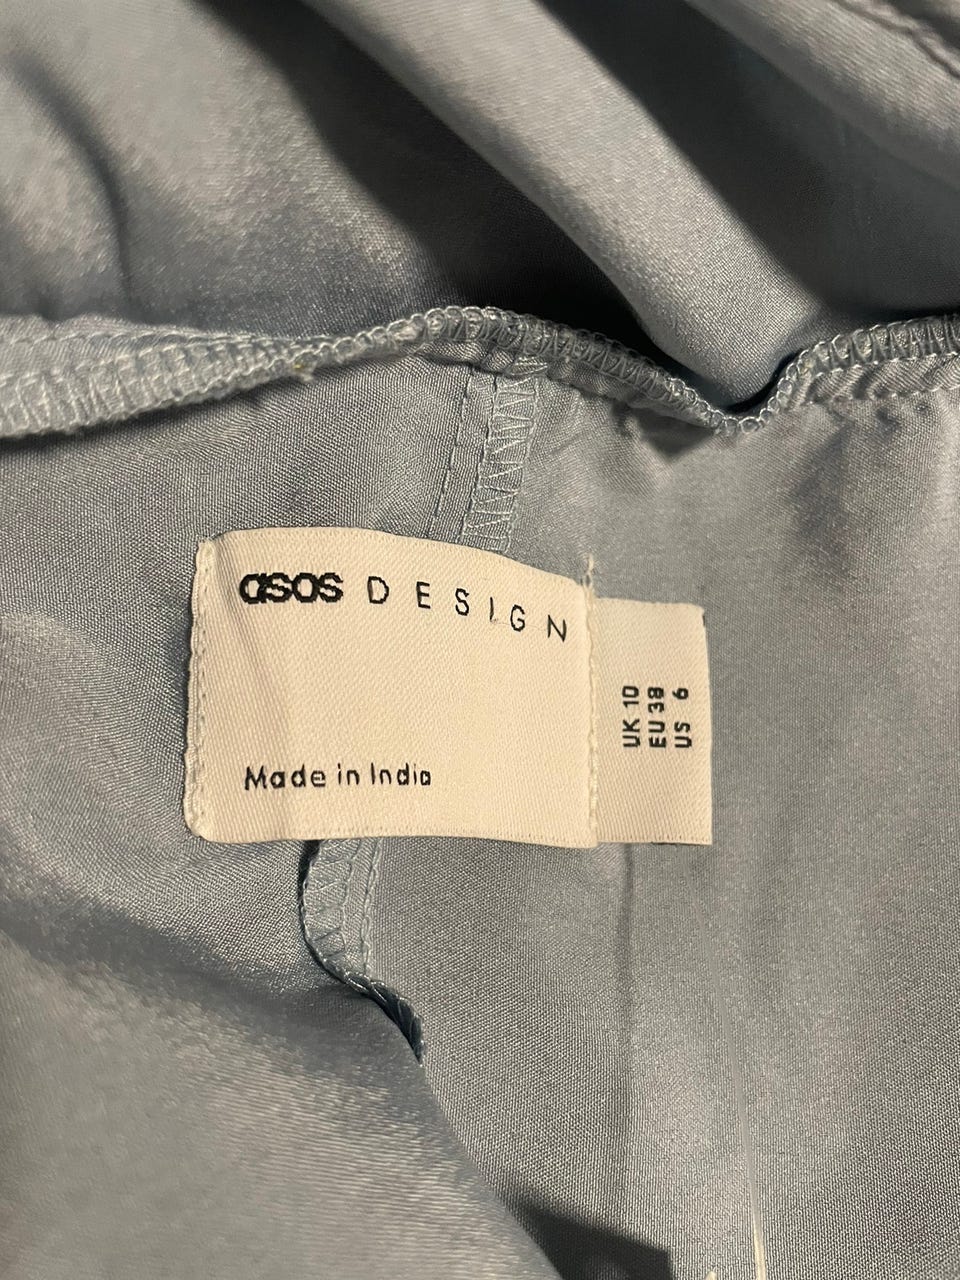 asos DESIGN
Made in India
UK 10
EU 38
US 6